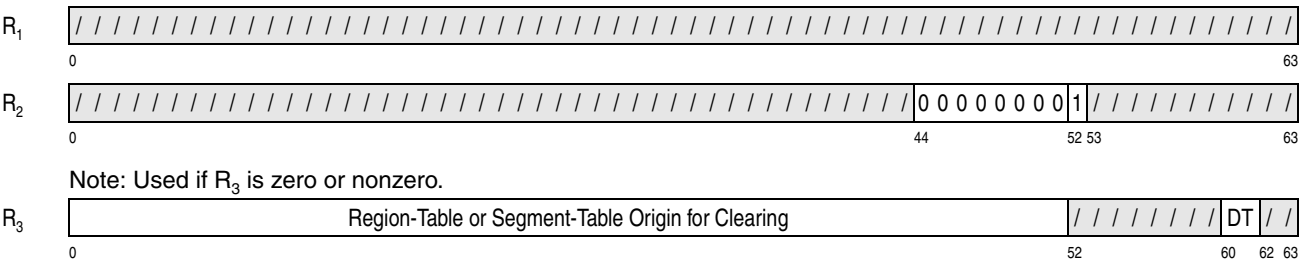 R1 / / / / / / / / / / / / / / / / / / / / / / / / / / / / / / / / / / / / / / / / / / / / / / / / / / / / / / / / / / / / / / / /
0 63
R2 / / / / / / / / / / / / / / / / / / / / / / / / / / / / / / / / / / / / / / / / / / / / 0 0 0 0 0 0 0 0 1 / / / / / / / / / / /
0 44 52 53 63
Note: Used if R3 is zero or nonzero.
R3 Region-Table or Segment-Table Origin for Clearing / / / / / / / / DT / /
0 52 60 62 63